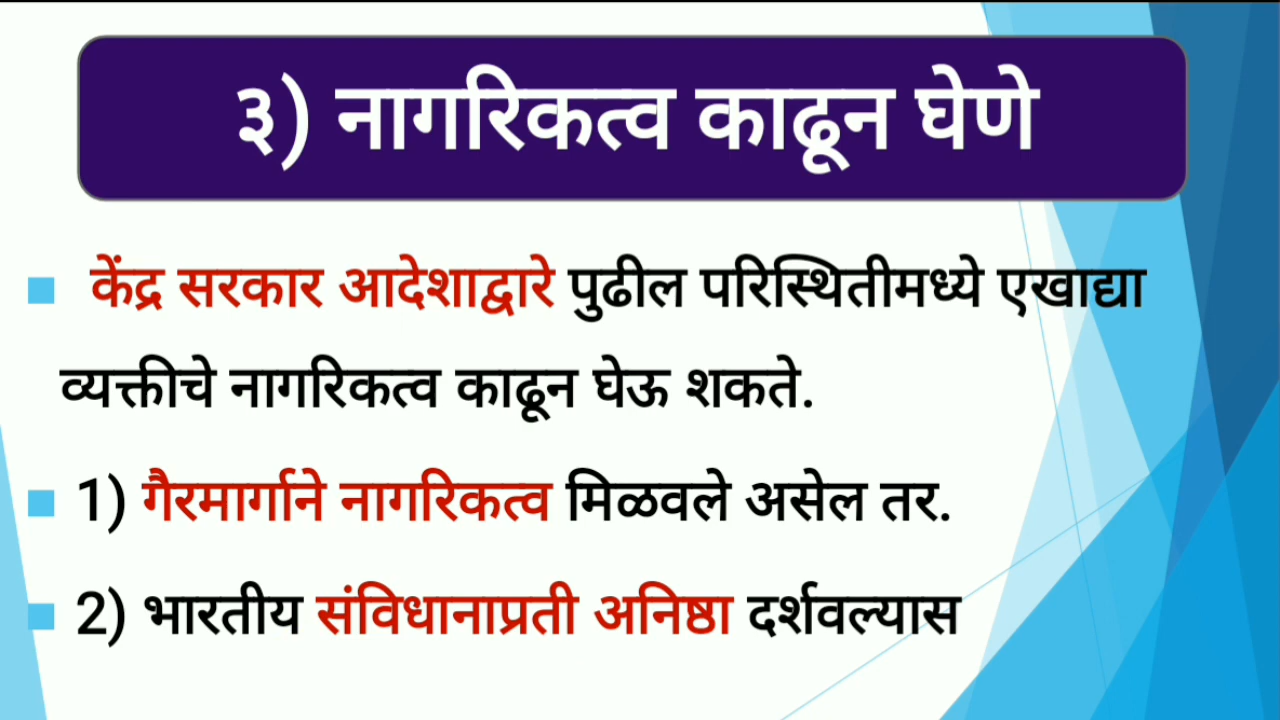 ३) नागरिकत्व काढून घेणे
केंद्र सरकार आदेशाद्वारे पुढील परिस्थितीमध्ये एखाद्या
व्यक्तीचे नागरिकत्व काढून घेऊ शकते.
1) गैरमार्गाने नागरिकत्व मिळवले असेल तर.
2) भारतीय संविधानाप्रती अनिष्ठा दर्शवल्यास